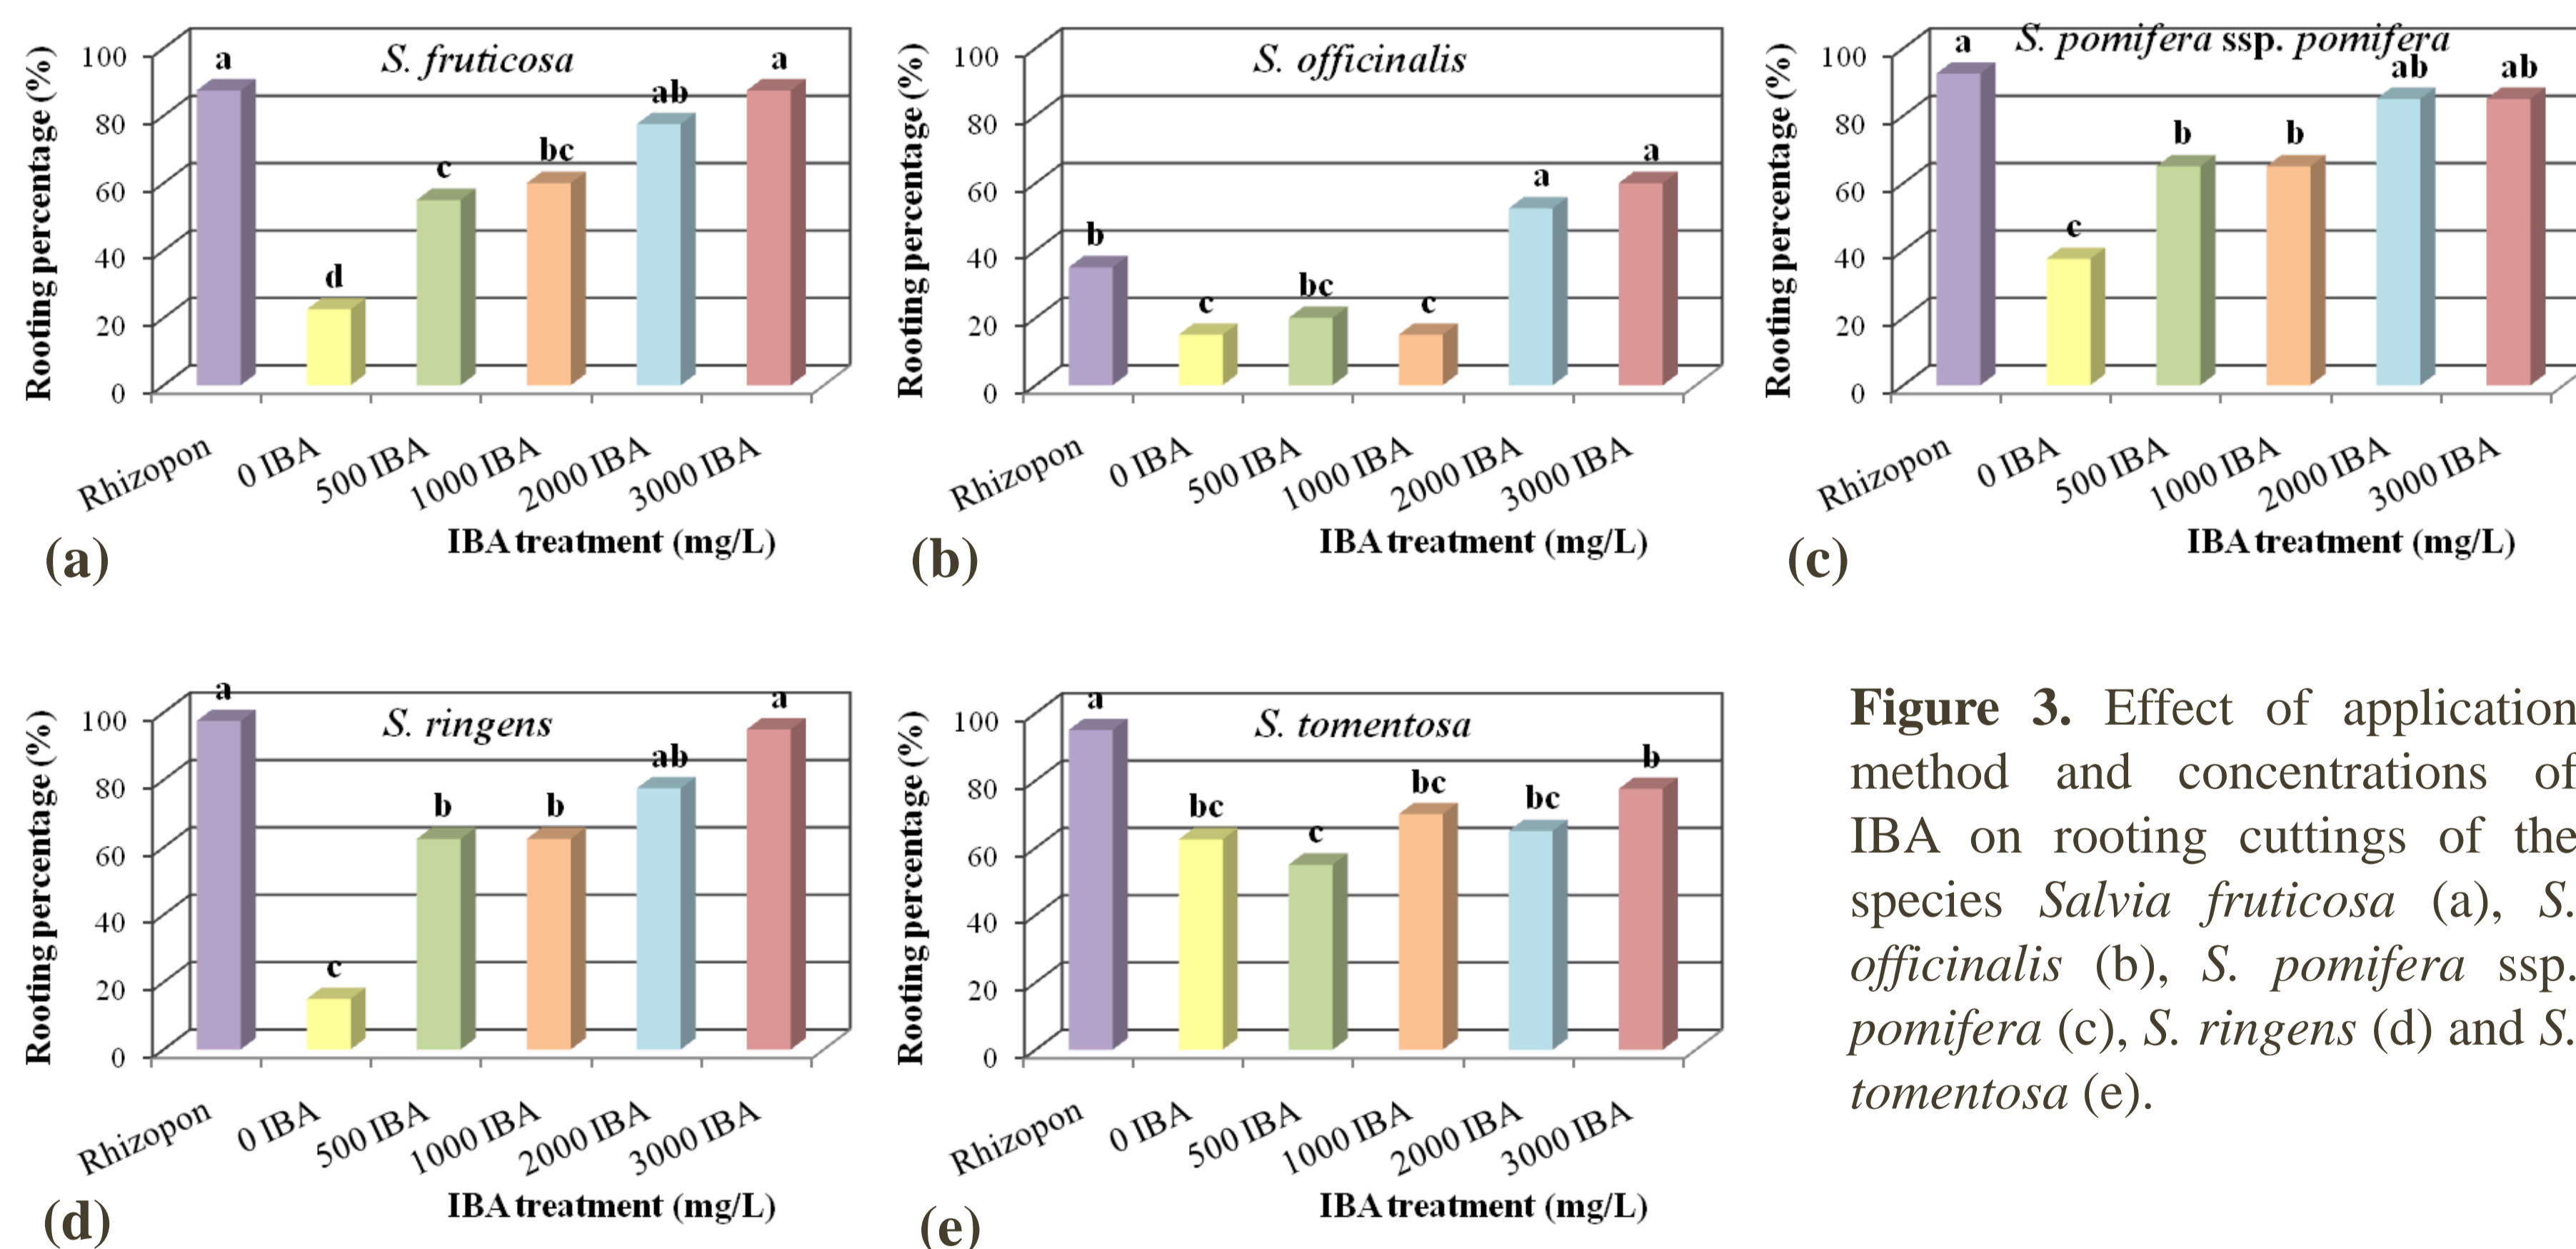 S. fruticosa
Rooting percentage (%)
100
80
60
40
20
0
a
d
c
bc
ab
a
Rhizopon
0 IBA
500 IBA
1000 IBA
2000 IBA
3000 IBA
IBA treatment (mg/L)
(a)
S. officinalis
Rooting percentage (%)
100
80
60
40
20
0
b
c
bc
c
a
a
Rhizopon
0 IBA
500 IBA
1000 IBA
2000 IBA
3000 IBA
IBA treatment (mg/L)
(b)
S. pomifera ssp. pomifera
Rooting percentage (%)
100
80
60
40
20
0
a
c
b
b
ab
ab
Rhizopon
0 IBA
500 IBA
1000 IBA
2000 IBA
3000 IBA
IBA treatment (mg/L)
(c)
S. ringens
Rooting percentage (%)
100
80
60
40
20
0
a
c
b
b
ab
a
Rhizopon
0 IBA
500 IBA
1000 IBA
2000 IBA
3000 IBA
IBA treatment (mg/L)
(d)
S. tomentosa
Rooting percentage (%)
100
80
60
40
20
0
a
bc
c
bc
bc
b
Rhizopon
0 IBA
500 IBA
1000 IBA
2000 IBA
3000 IBA
IBA treatment (mg/L)
(e)
Figure 3. Effect of application
method and concentrations of
IBA on rooting cuttings of the
species Salvia fruticosa (a), S.
officinalis (b), S. pomifera ssp.
pomifera (c), S. ringens (d) and S.
tomentosa (e).